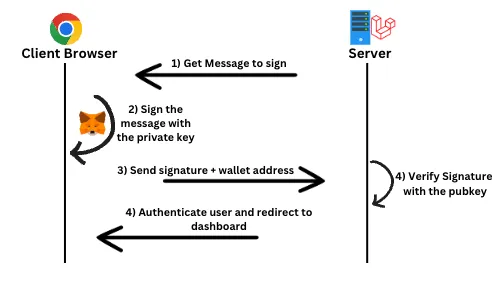 Client Browser
Server
1) Get Message to sign
2) Sign the
message with
the private key
3) Send signature + wallet address
4) Verify Signature
with the pubkey
4) Authenticate user and redirect to
dashboard